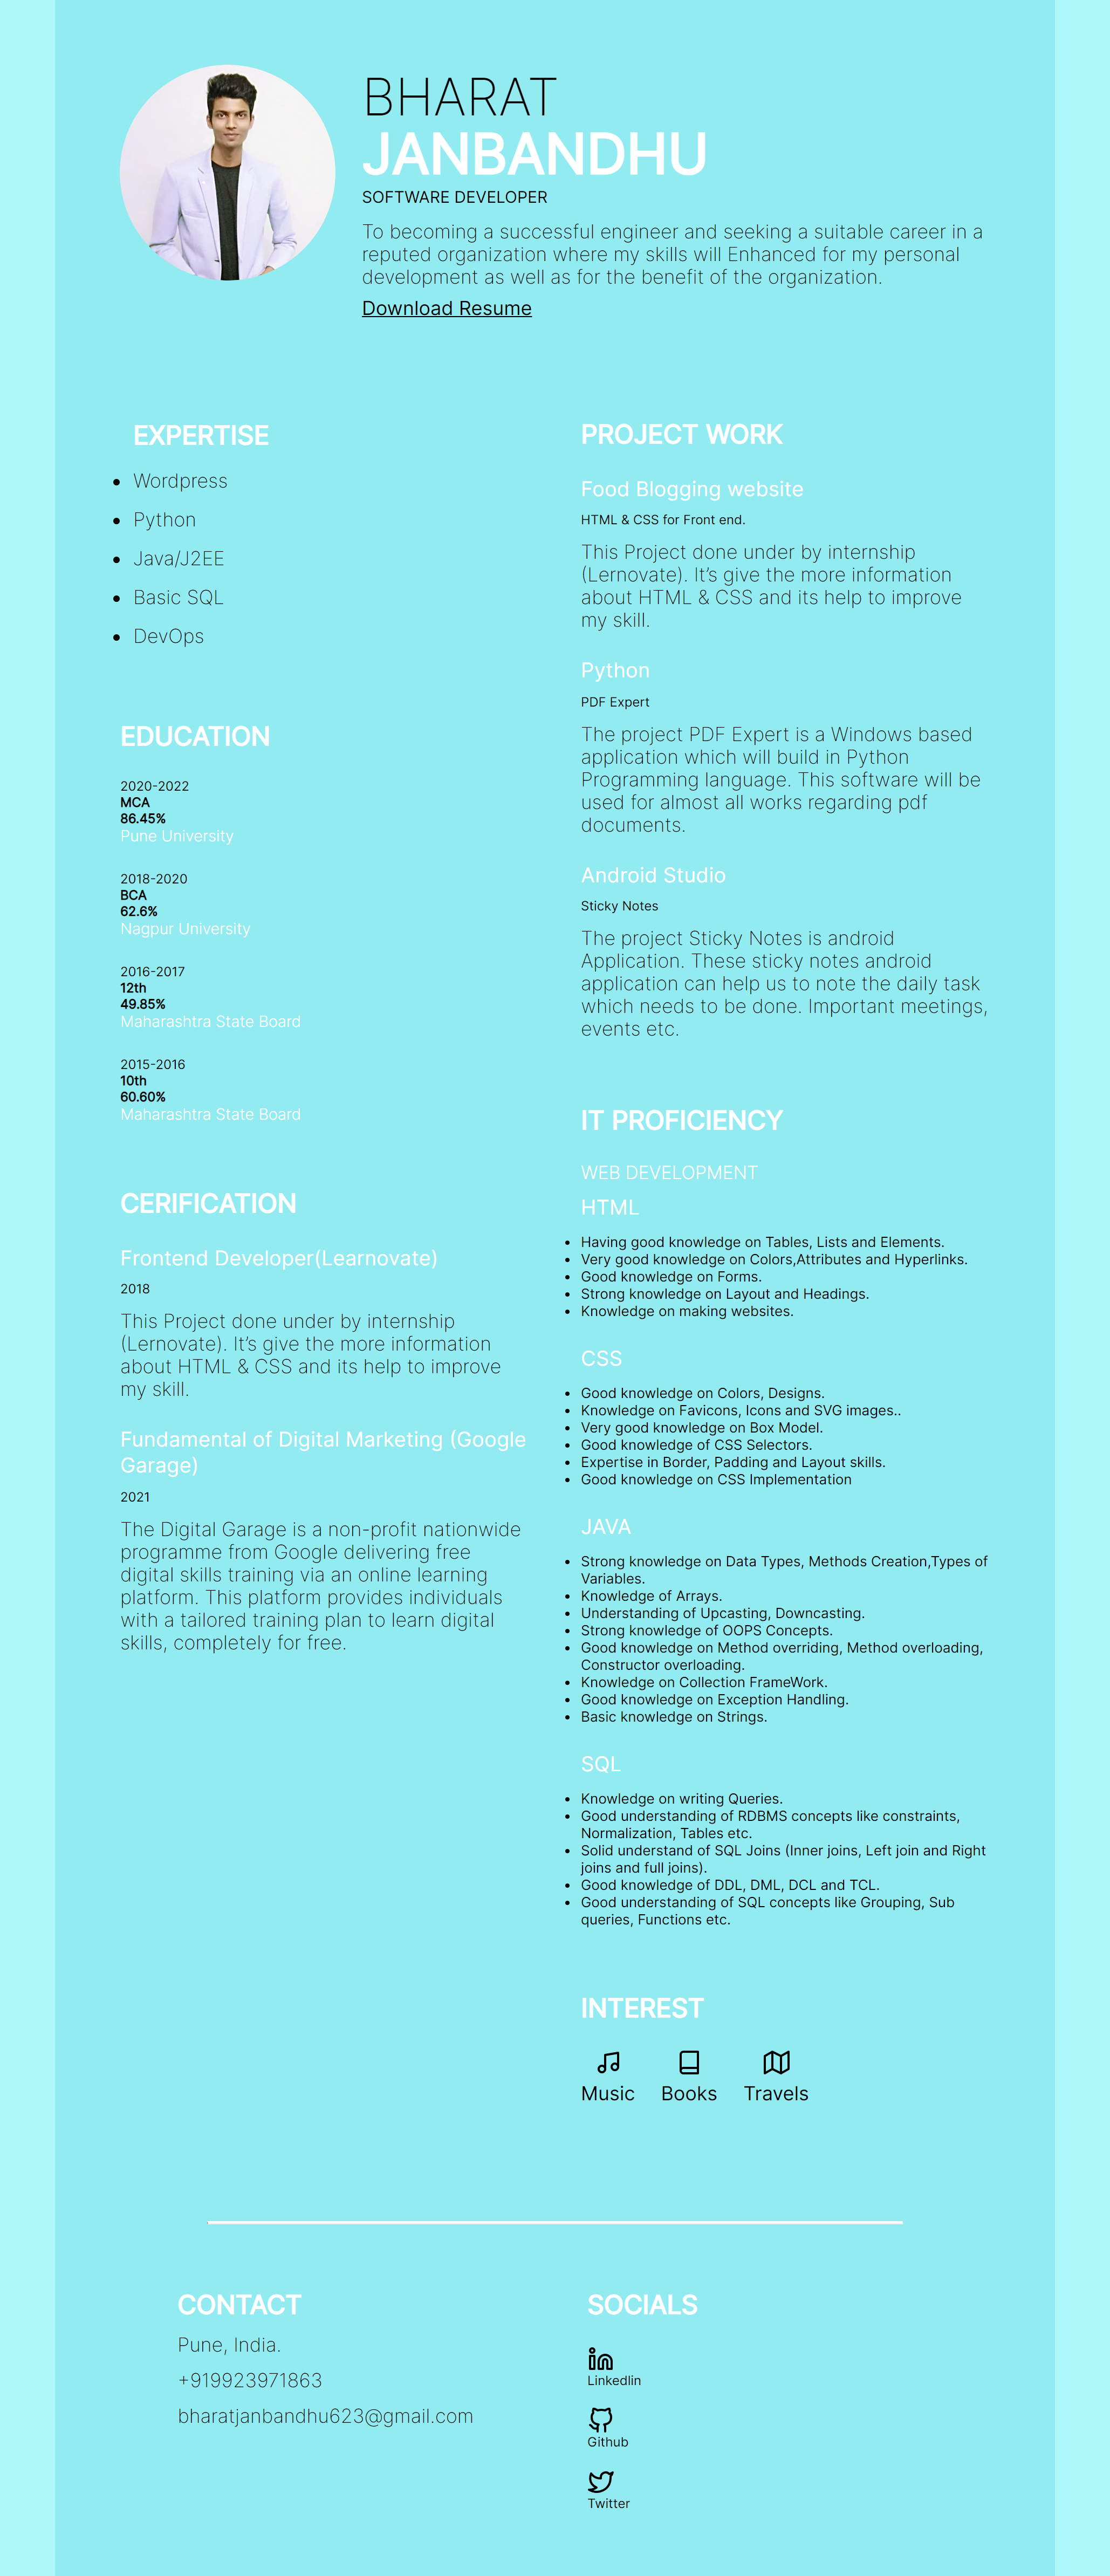 BHARAT
JANBANDHU
SOFTWARE DEVELOPER
To becoming a successful engineer and seeking a suitable career in a
reputed organization where my skills will Enhanced for my personal
development as well as for the benefit of the organization.
Download Resume
EXPERTISE
Wordpress
Python
Java/J2EE
Basic SQL
DevOps
EDUCATION
2020-2022
MCA
86.45%
Pune University
2018-2020
BCA
62.6%
Nagpur University
2016-2017
12th
49.85%
Maharashtra State Board
2015-2016
10th
60.60%
Maharashtra State Board
CERIFICATION
Frontend Developer(Learnovate)
2018
This Project done under by internship
(Lernovate). It’s give the more information
about HTML & CSS and its help to improve
my skill.
Fundamental of Digital Marketing (Google
Garage)
2021
The Digital Garage is a non-profit nationwide
programme from Google delivering free
digital skills training via an online learning
platform. This platform provides individuals
with a tailored training plan to learn digital
skills, completely for free.
PROJECT WORK
Food Blogging website
HTML & CSS for Front end.
This Project done under by internship
(Lernovate). It’s give the more information
about HTML & CSS and its help to improve
my skill.
Python
PDF Expert
The project PDF Expert is a Windows based
application which will build in Python
Programming language. This software will be
used for almost all works regarding pdf
documents.
Android Studio
Sticky Notes
The project Sticky Notes is android
Application. These sticky notes android
application can help us to note the daily task
which needs to be done. Important meetings,
events etc.
IT PROFICIENCY
WEB DEVELOPMENT
HTML
Having good knowledge on Tables, Lists and Elements.
Very good knowledge on Colors,Attributes and Hyperlinks.
Good knowledge on Forms.
Strong knowledge on Layout and Headings.
Knowledge on making websites.
CSS
Good knowledge on Colors, Designs.
Knowledge on Favicons, Icons and SVG images..
Very good knowledge on Box Model.
Good knowledge of CSS Selectors.
Expertise in Border, Padding and Layout skills.
Good knowledge on CSS Implementation
JAVA
Strong knowledge on Data Types, Methods Creation,Types of
Variables.
Knowledge of Arrays.
Understanding of Upcasting, Downcasting.
Strong knowledge of OOPS Concepts.
Good knowledge on Method overriding, Method overloading,
Constructor overloading.
Knowledge on Collection FrameWork.
Good knowledge on Exception Handling.
Basic knowledge on Strings.
SQL
Knowledge on writing Queries.
Good understanding of RDBMS concepts like constraints,
Normalization, Tables etc.
Solid understand of SQL Joins (Inner joins, Left join and Right
joins and full joins).
Good knowledge of DDL, DML, DCL and TCL.
Good understanding of SQL concepts like Grouping, Sub
queries, Functions etc.
INTEREST
Music
Books
Travels
CONTACT
Pune, India.
+919923971863
bharatjanbandhu623@gmail.com
SOCIALS
Linkedlin
Github
Twitter